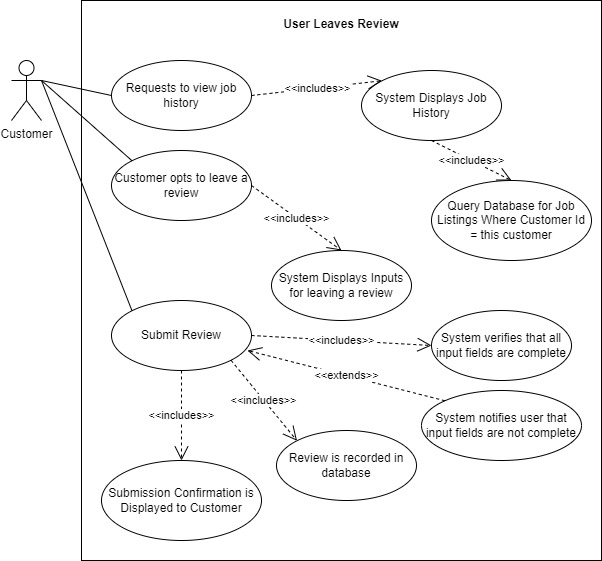 User Leaves Review
Customer
Requests to view job
history
<<includes>>
System Displays Job
History
<<includes>>
Query Database for Job
Listings Where Customer Id
= this customer
Customer opts to leave a
review
<<includes>>
System Displays Inputs
for leaving a review
Submit Review
<<includes>>
System verifies that all
input fields are complete
<<extends>>
System notifies user that
input fields are not complete
<<includes>>
Review is recorded in
database
<<includes>>
Submission Confirmation is
Displayed to Customer